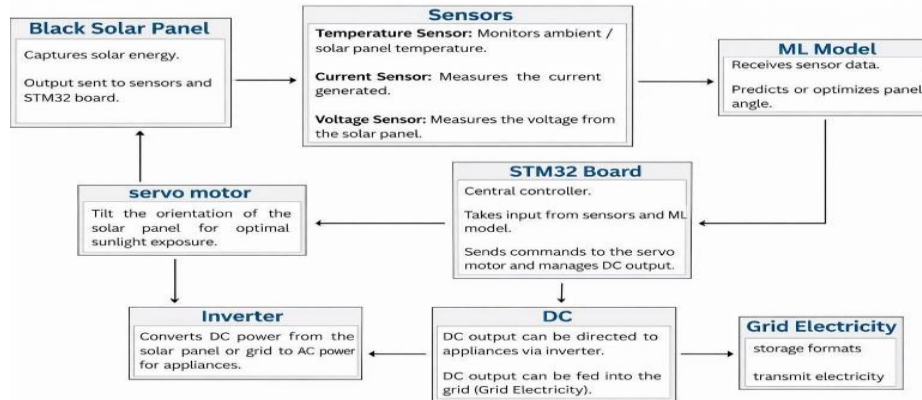 Black Solar Panel
Captures solar energy.
Output sent to sensors and
STM32 board.
Sensors
Temperature Sensor: Monitors ambient /
solar panel temperature.
Current Sensor: Measures the current
generated.
Voltage Sensor: Measures the voltage from
the solar panel.
ML Model
Receives sensor data.
Predicts or optimizes panel
angle.
servo motor
Tilt the orientation of the
solar panel for optimal
sunlight exposure.
STM32 Board
Central controller.
Takes input from sensors and ML
model.
Sends commands to the servo
motor and manages DC output.
Inverter
Converts DC power from the
solar panel or grid to AC power
for appliances.
DC
DC output can be directed to
appliances via inverter.
DC output can be fed into the
grid (Grid Electricity).
Grid Electricity
storage formats
transmit electricity